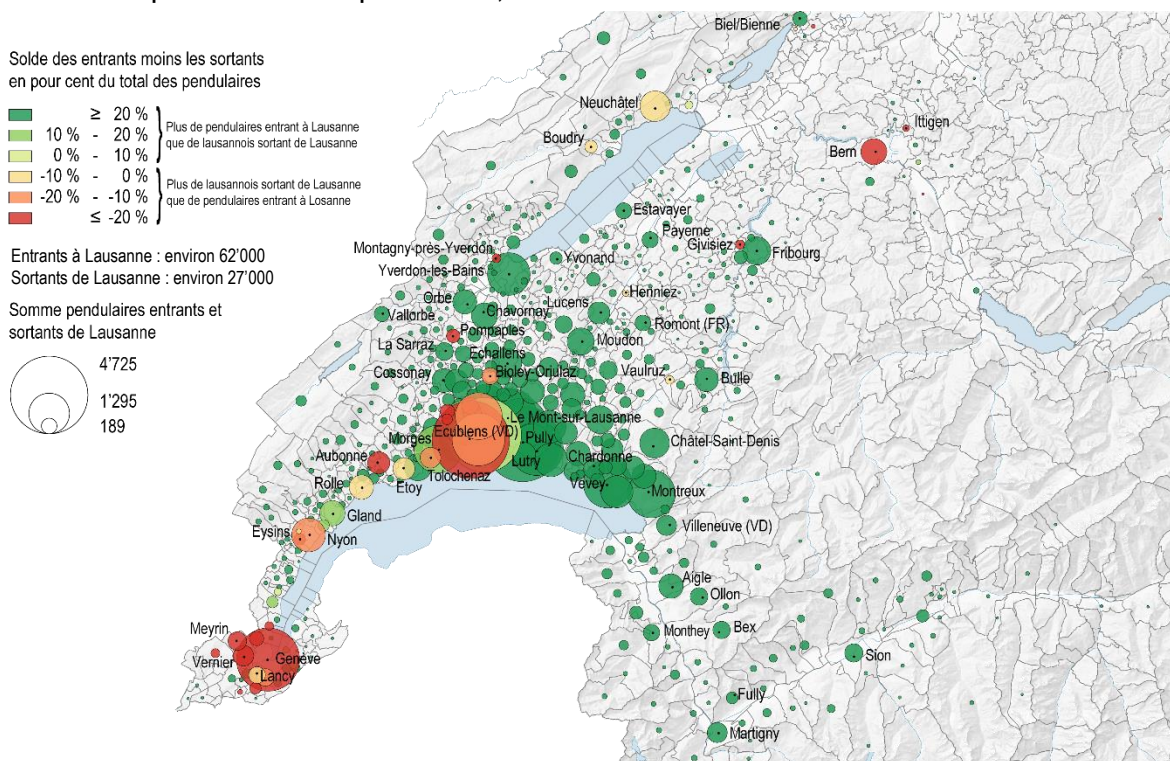 Biel/Bienne
Solde des entrants moins les sortants
en pour cent du total des pendulaires
≥ 20 %
10 % - 20 %
0 % - 10 %
Plus de pendulaires entrant à Lausanne
que de lausannois sortant de Lausanne
-10 % - 0 %
-20 % - -10 %
≤ -20 %
Plus de lausannois sortant de Lausanne
que de pendulaires entrant à Losanne
Entrants à Lausanne : environ 62'000
Sortants de Lausanne : environ 27'000
Somme pendulaires entrants et
sortants de Lausanne
4'725
1'295
189
Neuchâtel
Boudry
Ittigen
Bern
Estavayer
Payerne
Givisiez
Fribourg
Montagny-près-Yverdon
Yverdon-les-Bains
Yvonand
Henniez
Orbe
Lucens
Vallorbe
Chavornay
Romont (FR)
Pompaples
Moudon
La Sarraz
Echallens
Cossonay
Bioley-Orjulaz
Vaulruz
Bulle
Le Mont-sur-Lausanne
Ecublens (VD)
Pully
Morges
Châtel-Saint-Denis
Aubonne
Lutry
Chardonne
Tolochenaz
Rolle
Etoy
Vevey
Montreux
Gland
Villeneuve (VD)
Eysins
Nyon
Aigle
Ollon
Meyrin
Monthey
Bex
Vernier
Genève
Sion
Lancy
Fully
Martigny